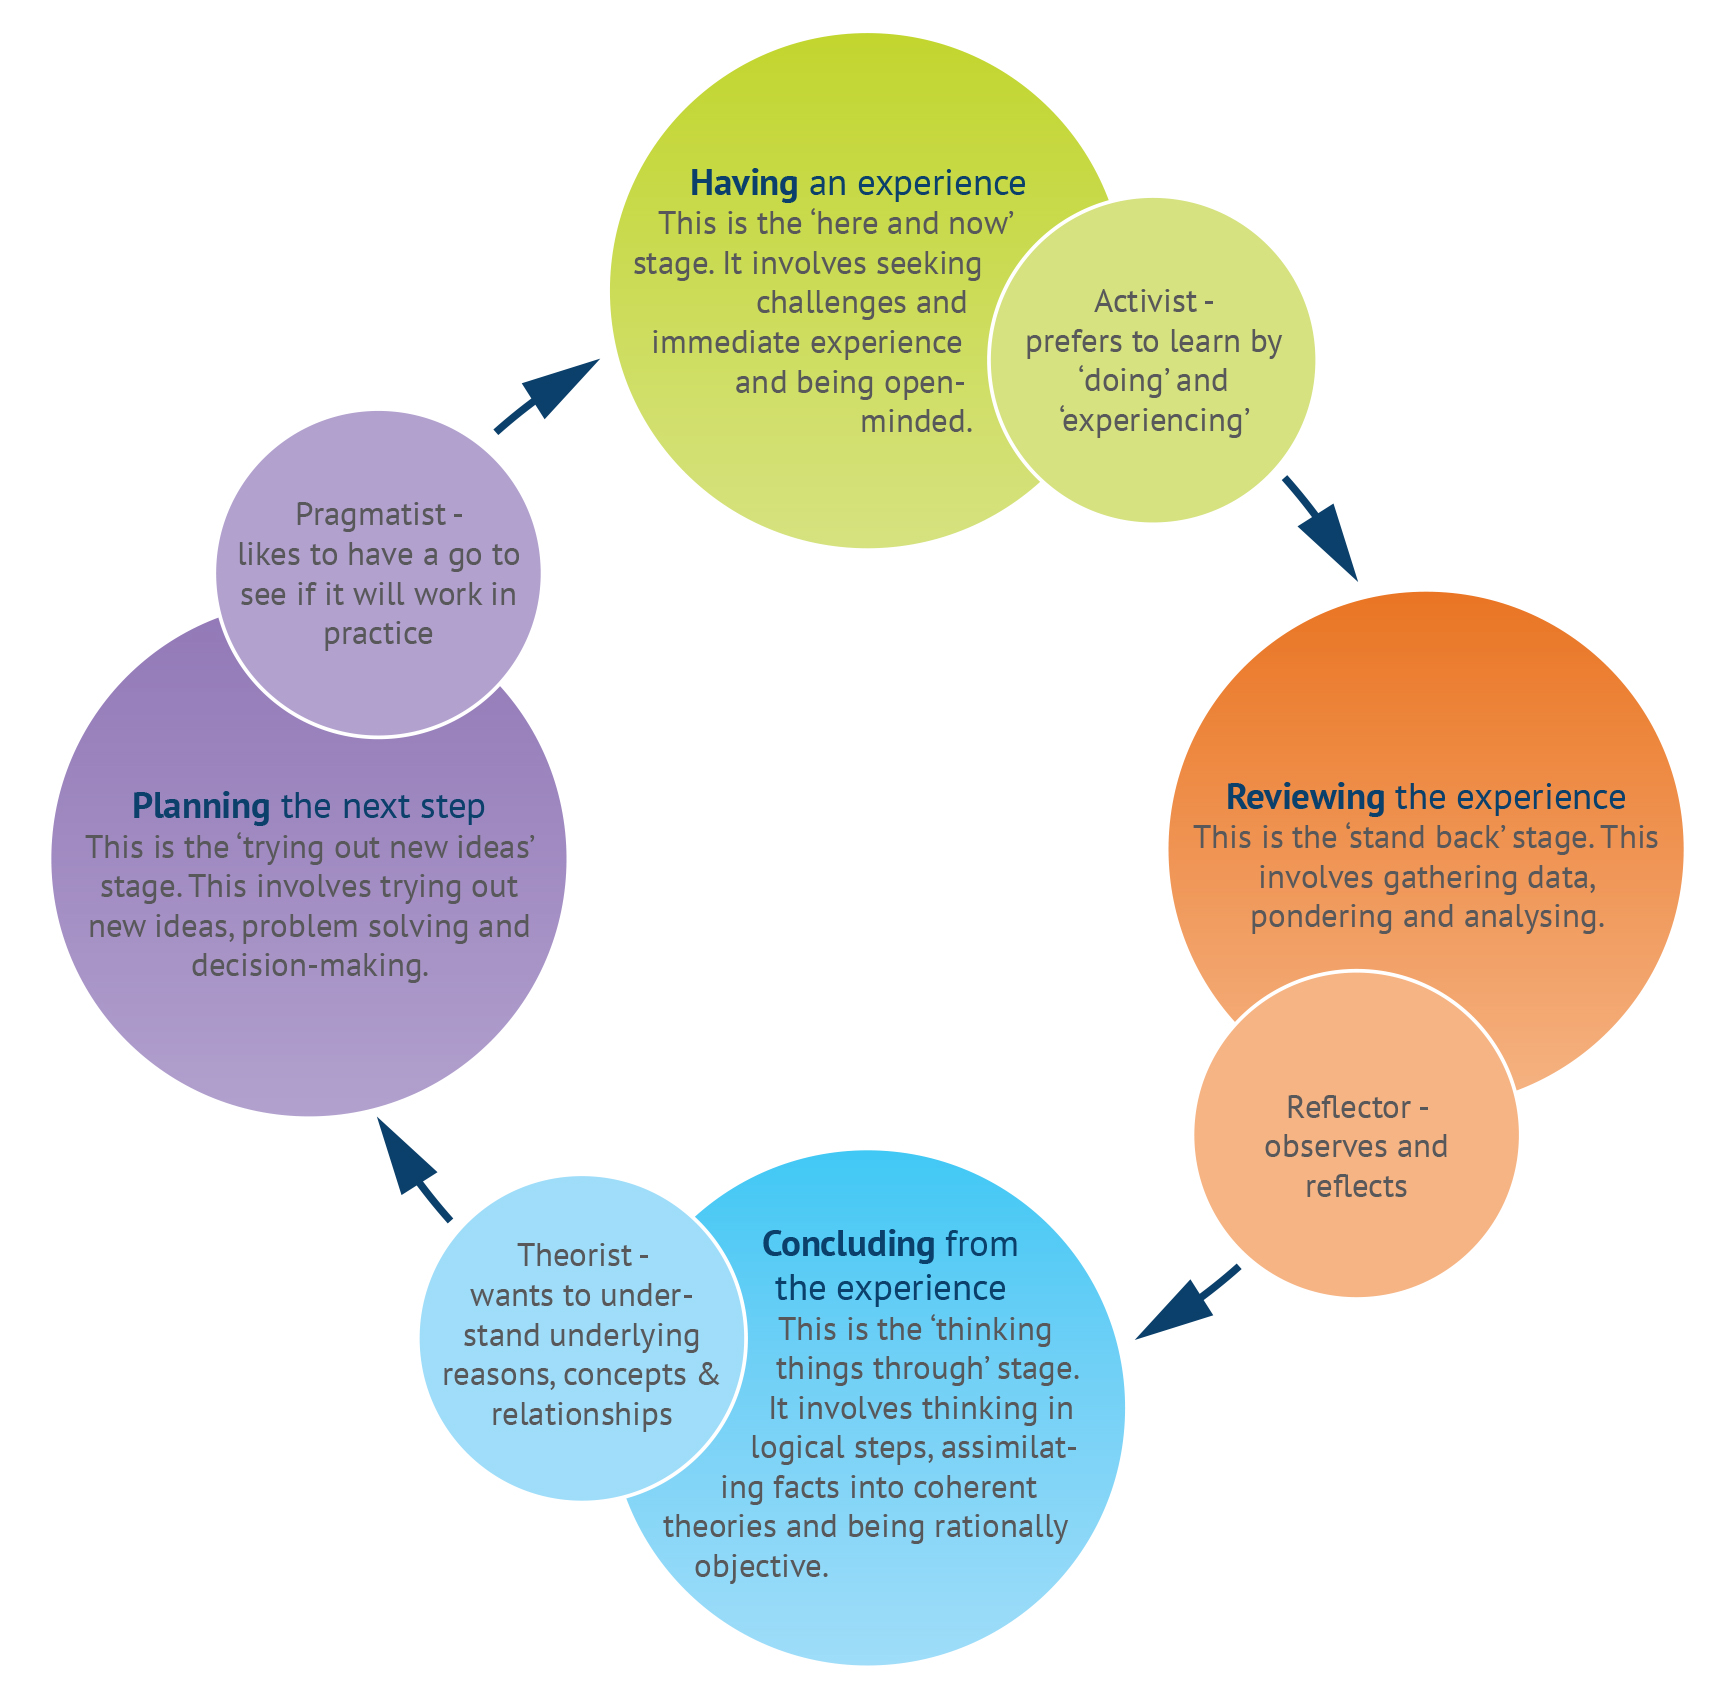 Having an experience
This is the ‘here and now’
stage. It involves seeking
challenges and
immediate experience
and being open-
minded.
Activist -
prefers to learn by
‘doing’ and
‘experiencing’
Reviewing the experience
This is the ‘stand back’ stage. This
involves gathering data,
pondering and analysing.
Reflector -
observes and
reflects
Concluding from
the experience
This is the ‘thinking
things through’ stage.
It involves thinking in
logical steps, assimilat-
ing facts into coherent
theories and being rationally
objective.
Theorist -
wants to under-
stand underlying
reasons, concepts &
relationships
Planning the next step
This is the ‘trying out new ideas’
stage. This involves trying out
new ideas, problem solving and
decision-making.
Pragmatist -
likes to have a go to
see if it will work in
practice